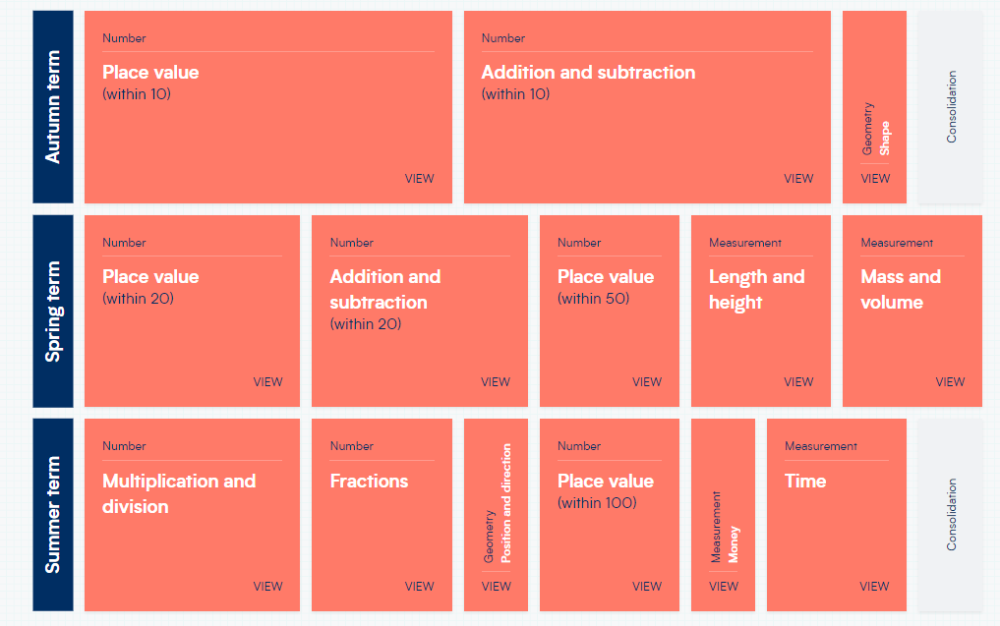 Autumn term
Number
Place value
(within 10)
VIEW
Number
Addition and subtraction
(within 10)
VIEW
Geometry
Shape
VIEW
Consolidation
Spring term
Number
Place value
(within 20)
VIEW
Number
Addition and
subtraction
(within 20)
VIEW
Number
Place value
(within 50)
VIEW
Measurement
Length and
height
VIEW
Measurement
Mass and
volume
VIEW
Summer term
Number
Multiplication and
division
VIEW
Number
Fractions
VIEW
Geometry
Position and direction
VIEW
Number
Place value
(within 100)
VIEW
Measurement
Money
VIEW
Measurement
Time
VIEW
Consolidation